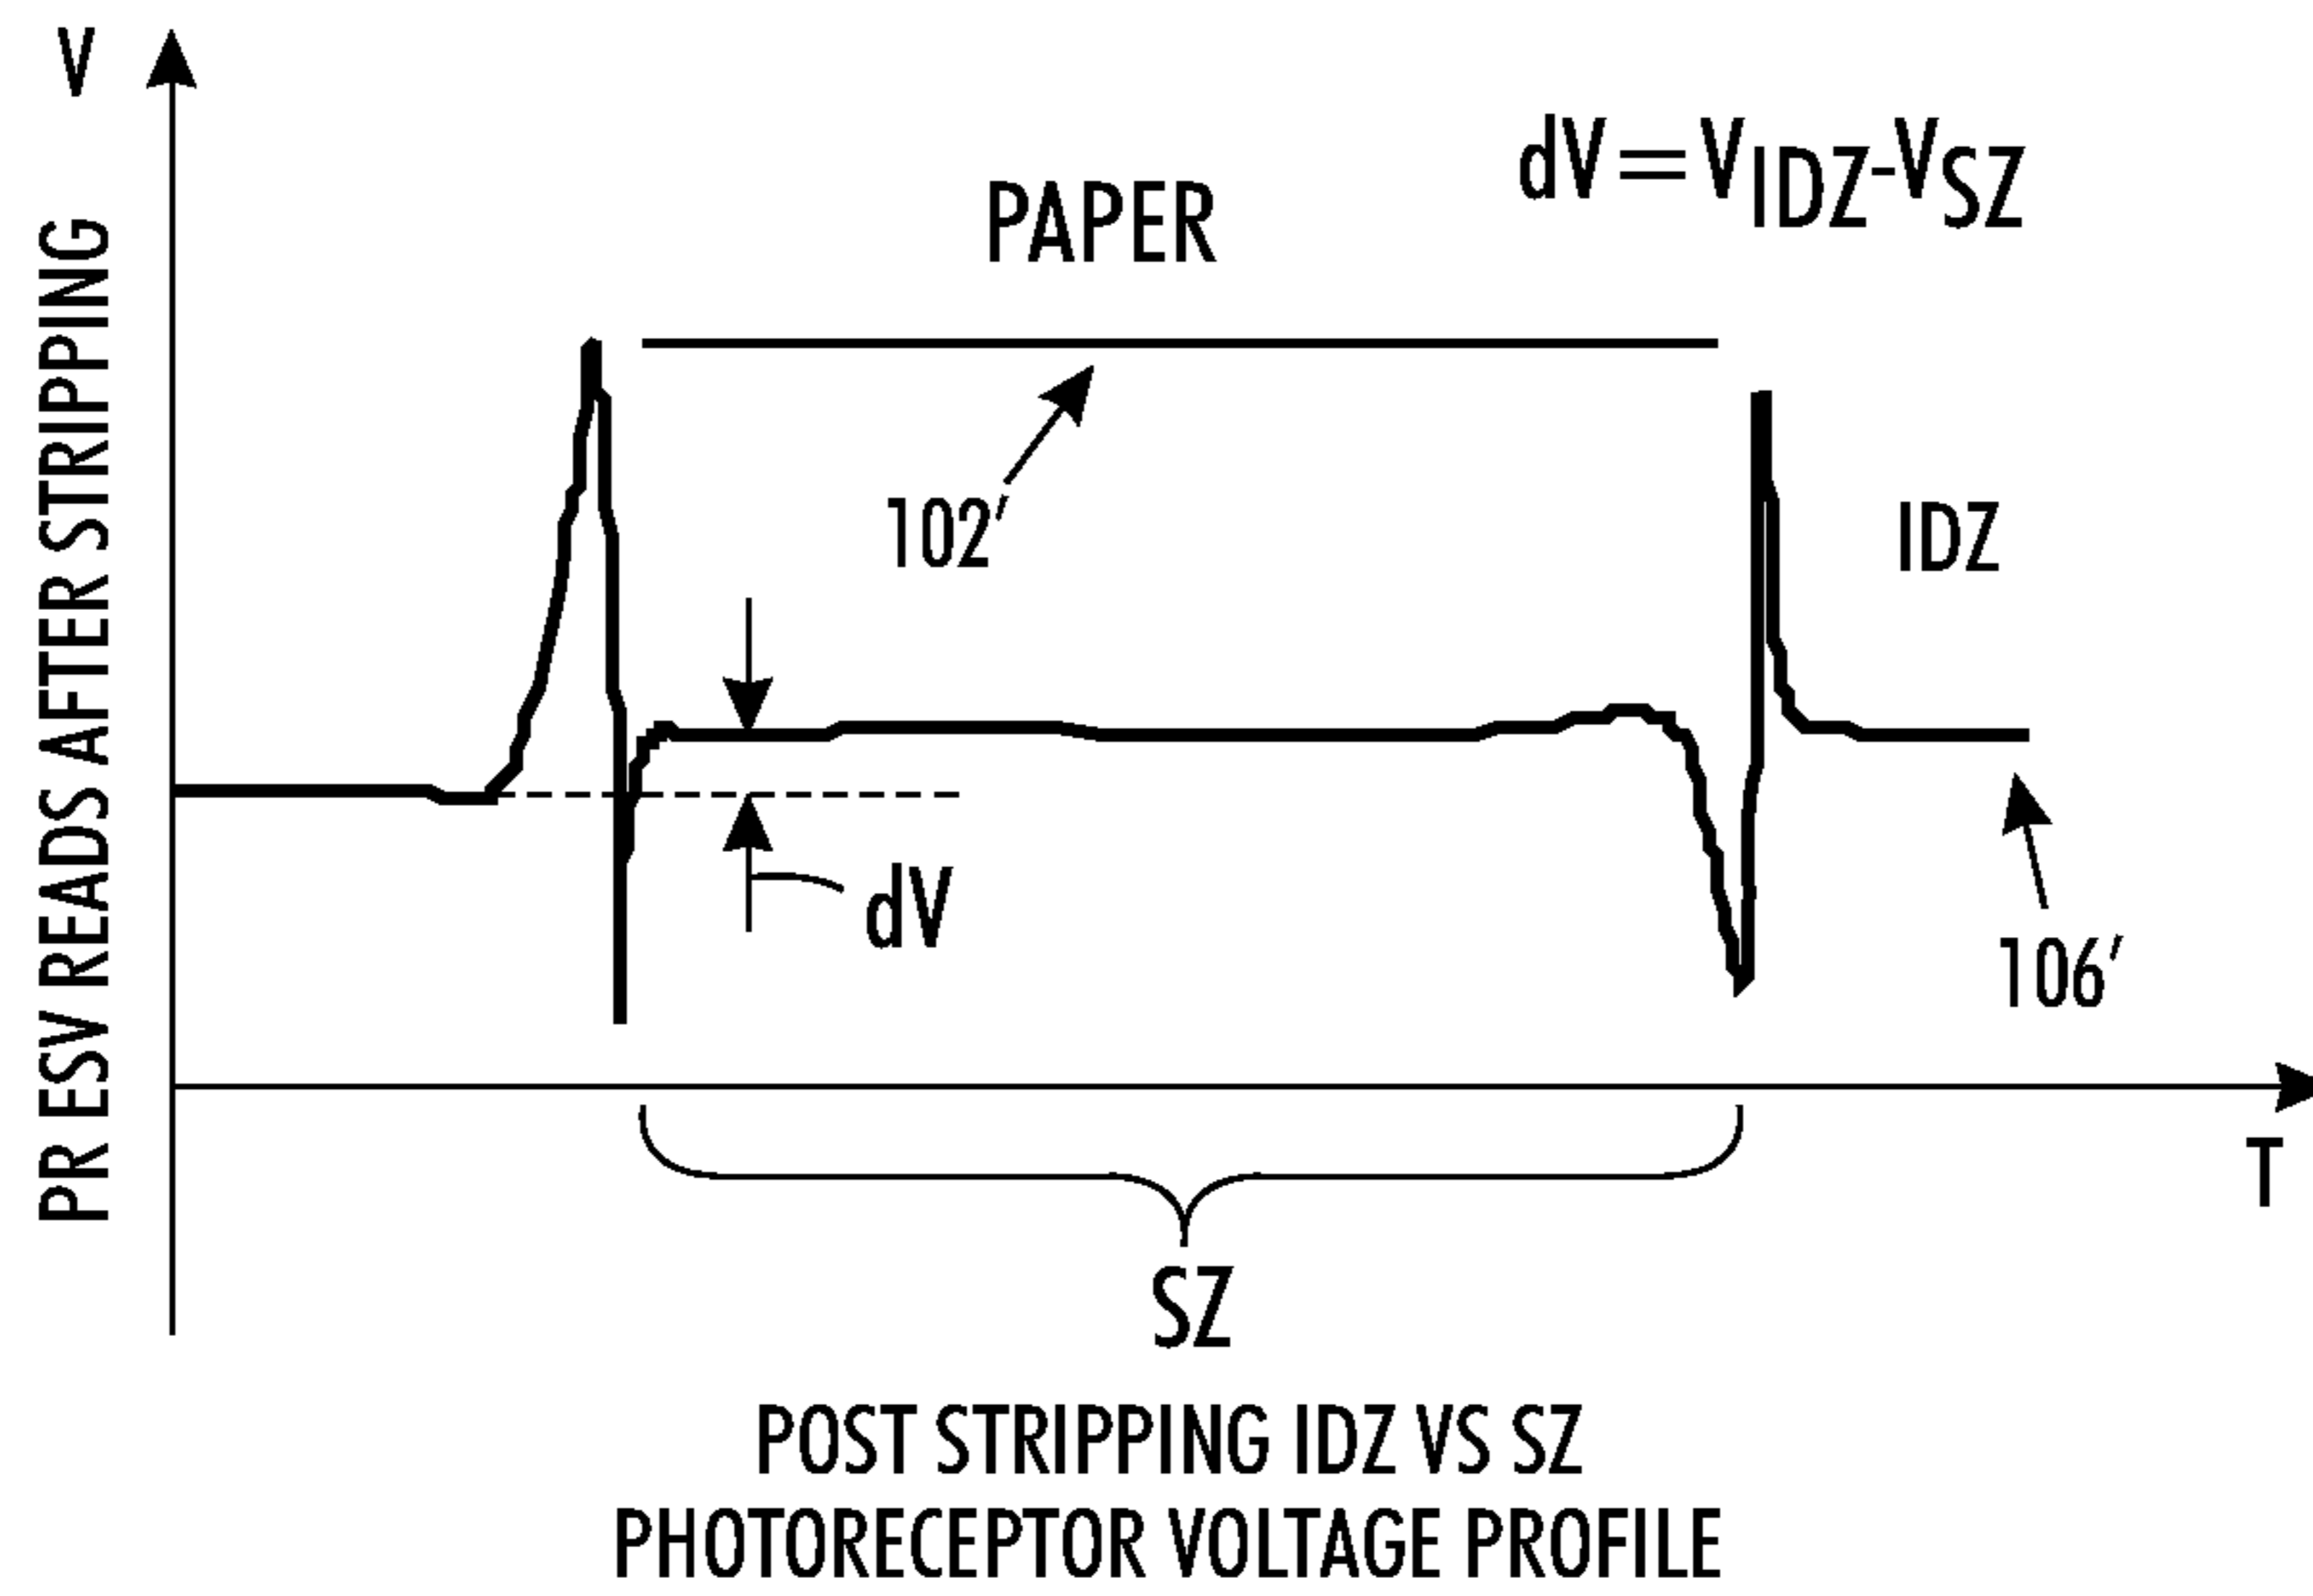 V
PR ESV READS AFTER STRIPPING
dV=VIDZ-VSZ
PAPER
102′
IDZ
dV
106′
T
SZ
POST STRIPPING IDZ VS SZ
PHOTORECEPTOR VOLTAGE PROFILE